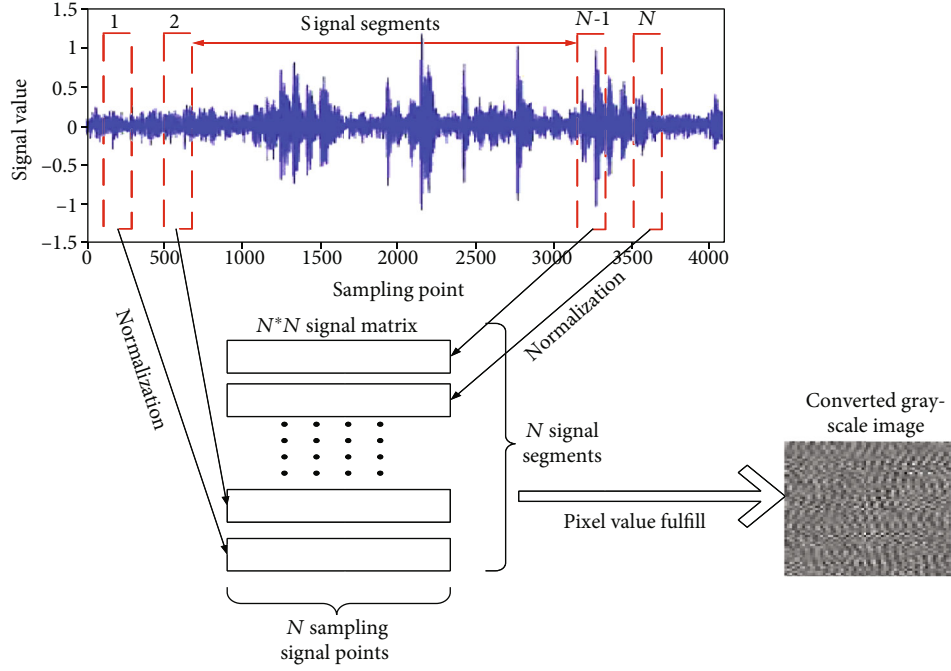 1
2
Signal segments
N-1
N
1.5
1
0.5
0
–0.5
–1
–1.5
Signal value
0
500
1000
1500
2000
2500
3000
3500
4000
Sampling point
Normalization
N*N signal matrix
Normalization
N signal
segments
Pixel value fulfill
Converted gray-
scale image
N sampling
signal points